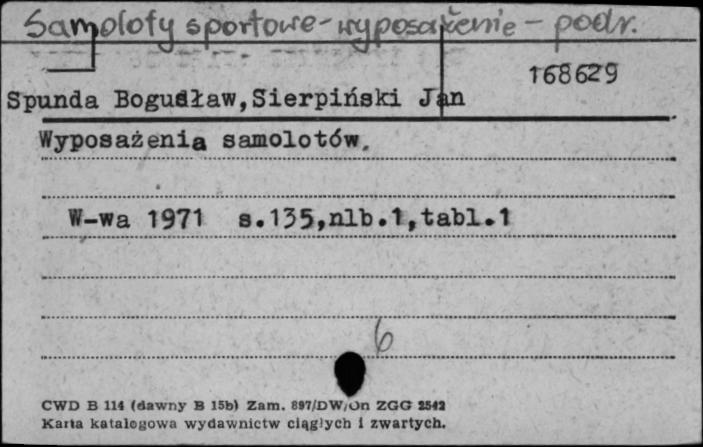 Samoloty sportowe - wyposażenie - podr.
168629
Spunda Bogusław,Sierpiński Jan
Wyposażenia samolotów.
W-wa 1971 s.135,nlb.1,tabl.1
6
CWD B 114 (dawny B 15b) Zam. 897/DW/On ZGG 2542
Karta katalogowa wydawnictw ciągłych i zwartych.